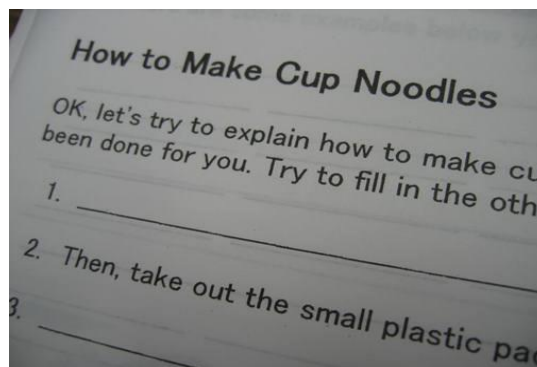 How to Make Cup Noodles
OK, let's try to explain how to make
been done for you. Try to fill in the
1.
2. Then, take out the small plastic
3.